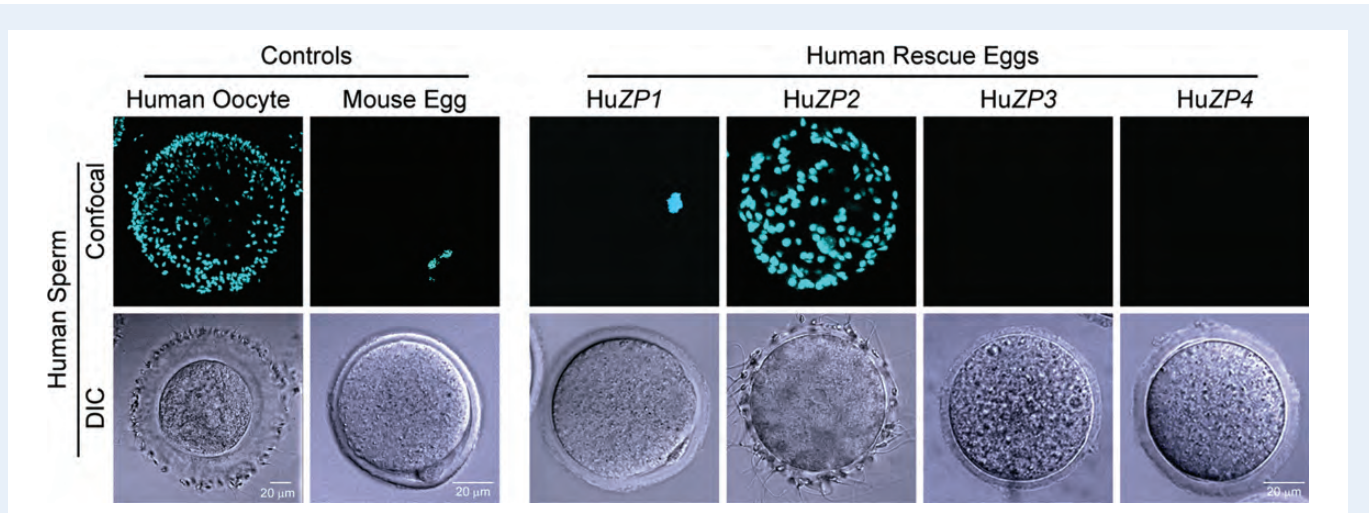 Controls Human Rescue Eggs
Human Oocyte Mouse Egg HuZP1 HuZP2 HuZP3 HuZP4
Human Sperm
Confocal
DIC
20 µm 20 µm 20 µm